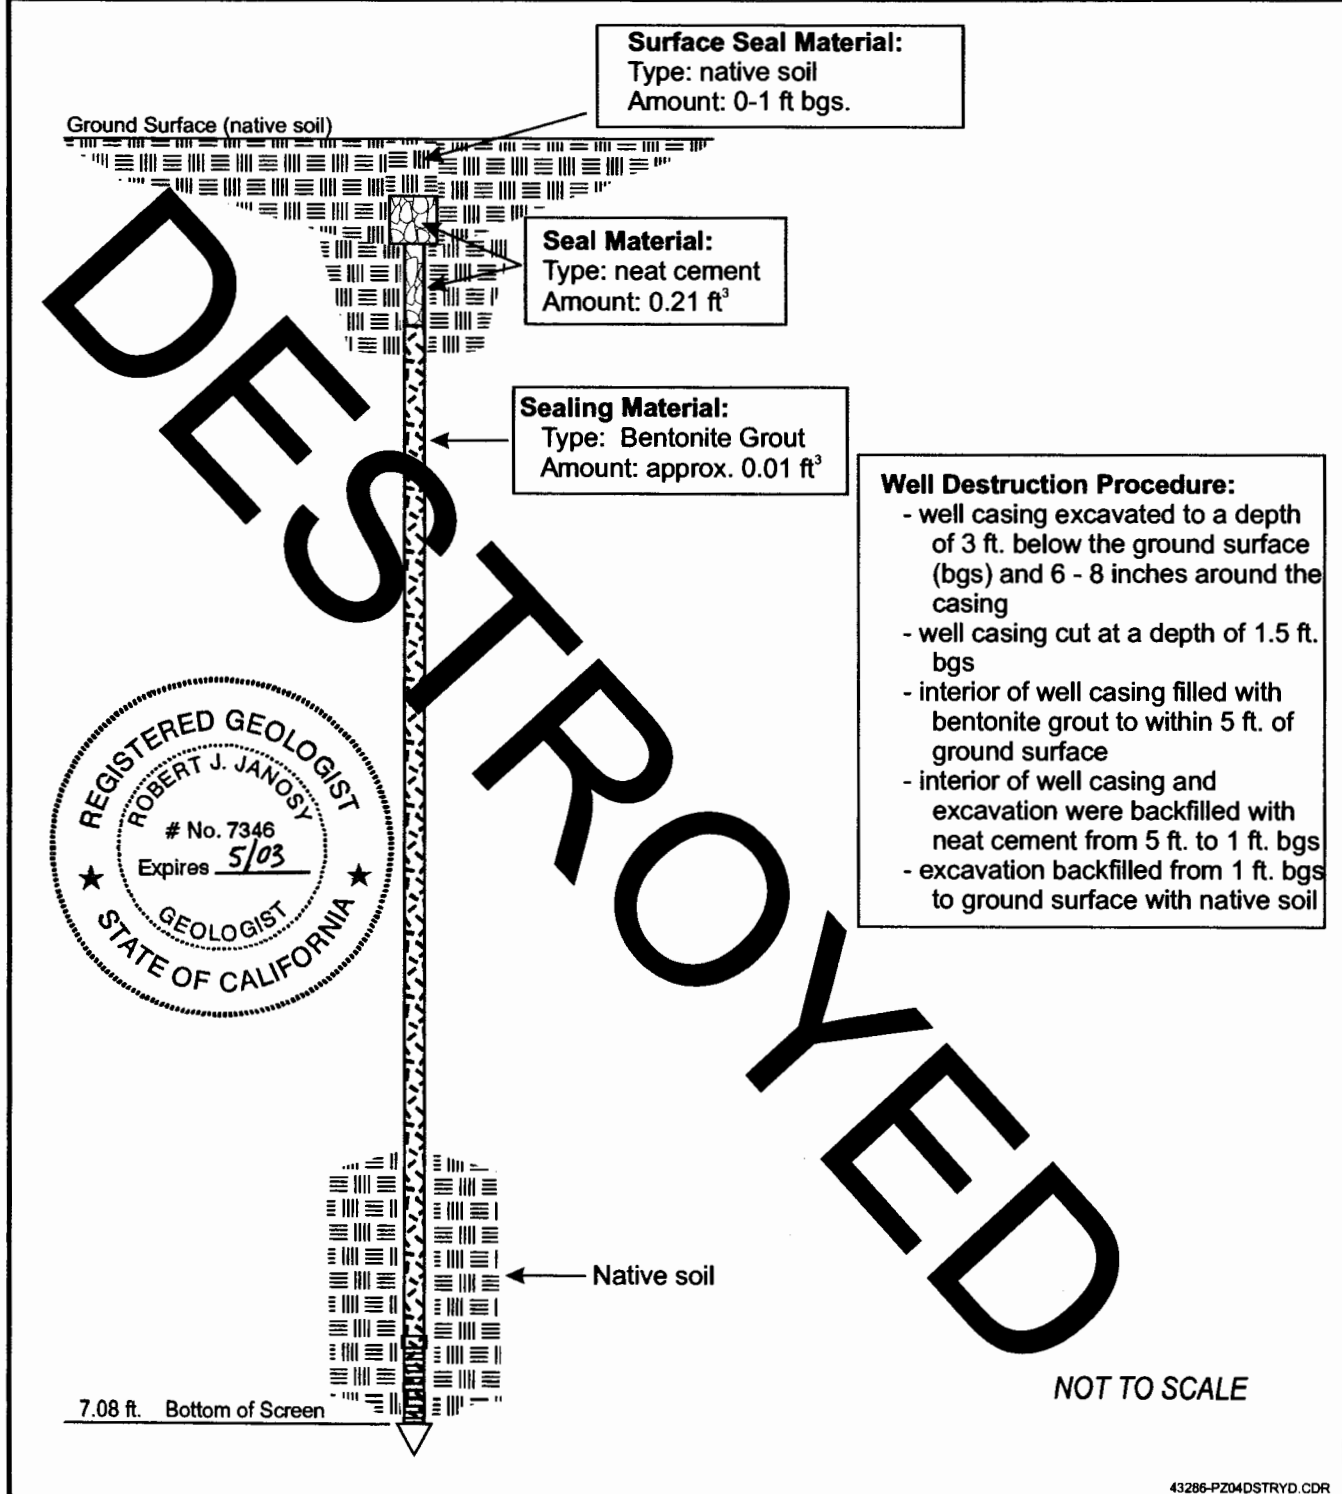 Surface Seal Material:
Type: native soil
Amount: 0-1 ft bgs.
Ground Surface (native soil)
Seal Material:
Type: neat cement
Amount: 0.21 ft³
Sealing Material:
Type: Bentonite Grout
Amount: approx. 0.01 ft³
Well Destruction Procedure:
- well casing excavated to a depth
of 3 ft. below the ground surface
(bgs) and 6 - 8 inches around the
casing
- well casing cut at a depth of 1.5 ft.
bgs
- interior of well casing filled with
bentonite grout to within 5 ft. of
ground surface
- interior of well casing and
excavation were backfilled with
neat cement from 5 ft. to 1 ft. bgs
- excavation backfilled from 1 ft. bgs
to ground surface with native soil
DESTROYED
REGISTERED GEOLOGIST
ROBERT J. JANOSY
# No. 7346
Expires 5/03
GEOLOGIST
STATE OF CALIFORNIA
Native soil
7.08 ft. Bottom of Screen
NOT TO SCALE
43286-PZ04DSTRYD.CDR